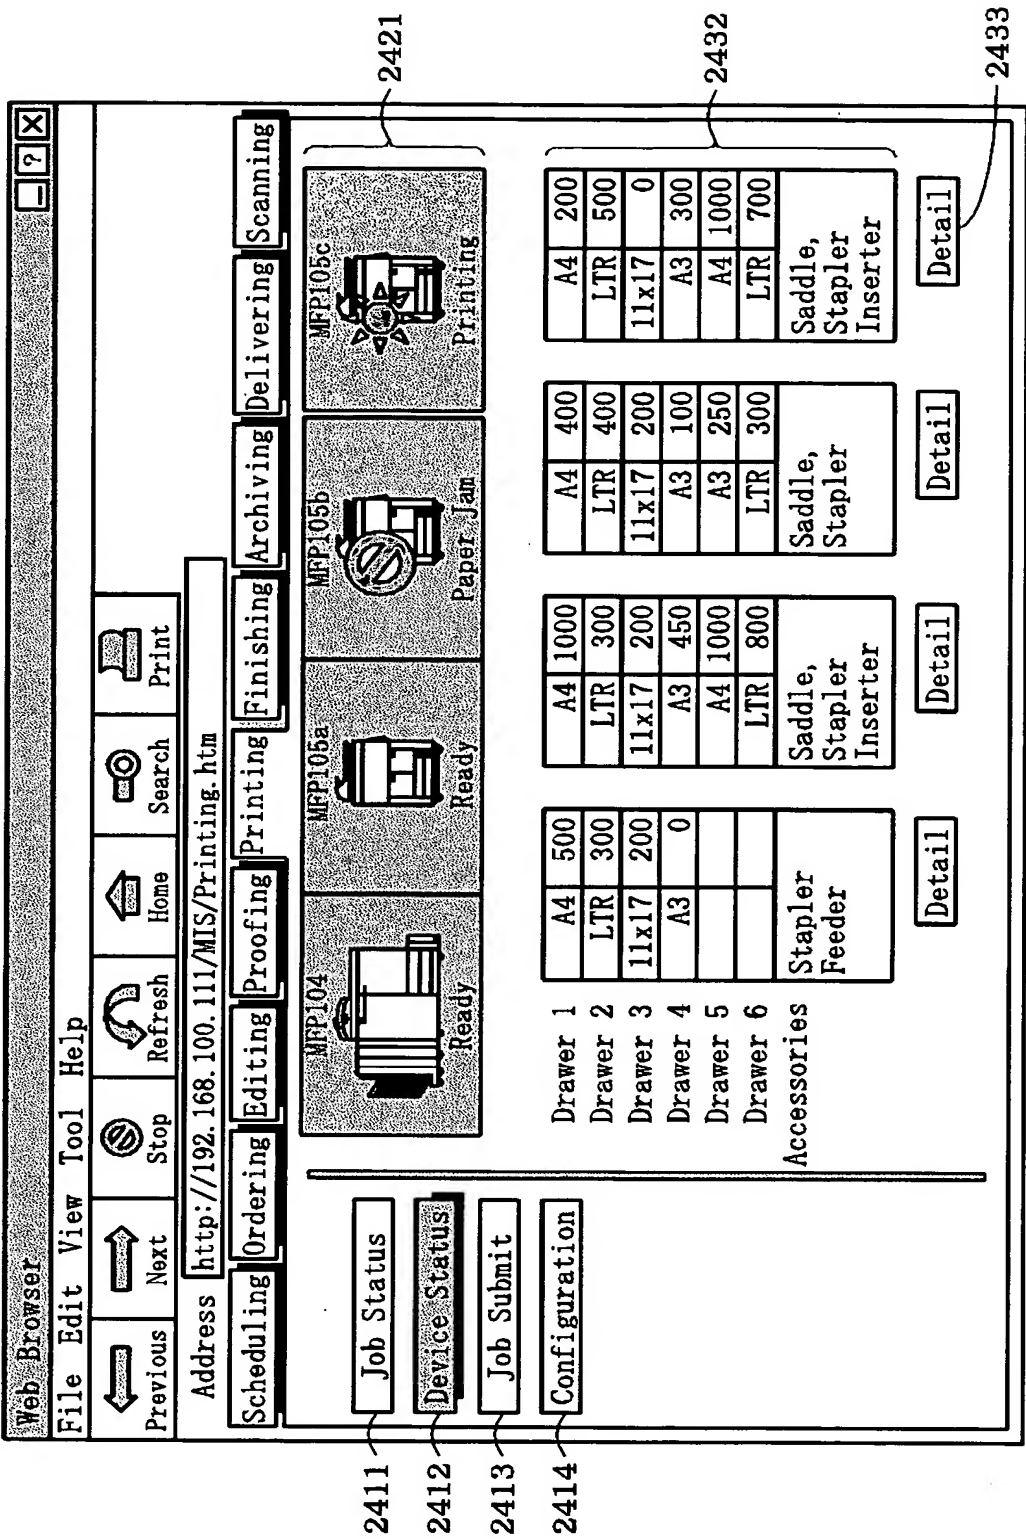 Web Browser _ ? X
File Edit View Tool Help
Previous Next Stop Refresh Home Search Print
Address http://192.168.100.111/MIS/Printing.htm
Scheduling Ordering Editing Proofing Printing Finishing Archiving Delivering Scanning
MFP104 MFP105a MFP105b MFP105c
Ready Ready Paper Jam Printing
2421
2411 Job Status
2412 Device Status
2413 Job Submit
2414 Configuration
Drawer 1 A4 500 A4 1000 A4 400 A4 200
Drawer 2 LTR 300 LTR 300 LTR 400 LTR 500
Drawer 3 11x17 200 11x17 200 11x17 200 11x17 0
Drawer 4 A3 0 A3 450 A3 100 A3 300
Drawer 5 A4 1000 A3 250 A4 1000
Drawer 6 LTR 800 LTR 300 LTR 700
Accessories Stapler Saddle, Saddle, Saddle,
Feeder Stapler Stapler Stapler
Inserter Inserter
2432
Detail Detail Detail Detail
2433